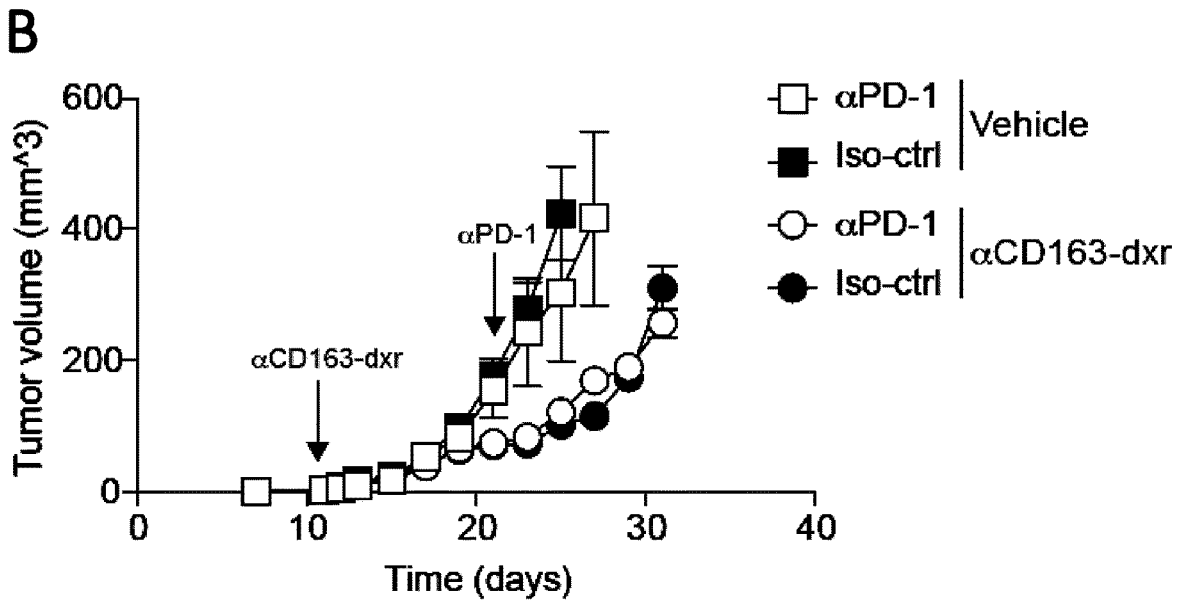 B
Tumor volume (mm^3)
600
400
200
0
0
10
20
30
40
Time (days)
αCD163-dxr
αPD-1
αPD-1
Iso-ctrl
Vehicle
αPD-1
Iso-ctrl
αCD163-dxr